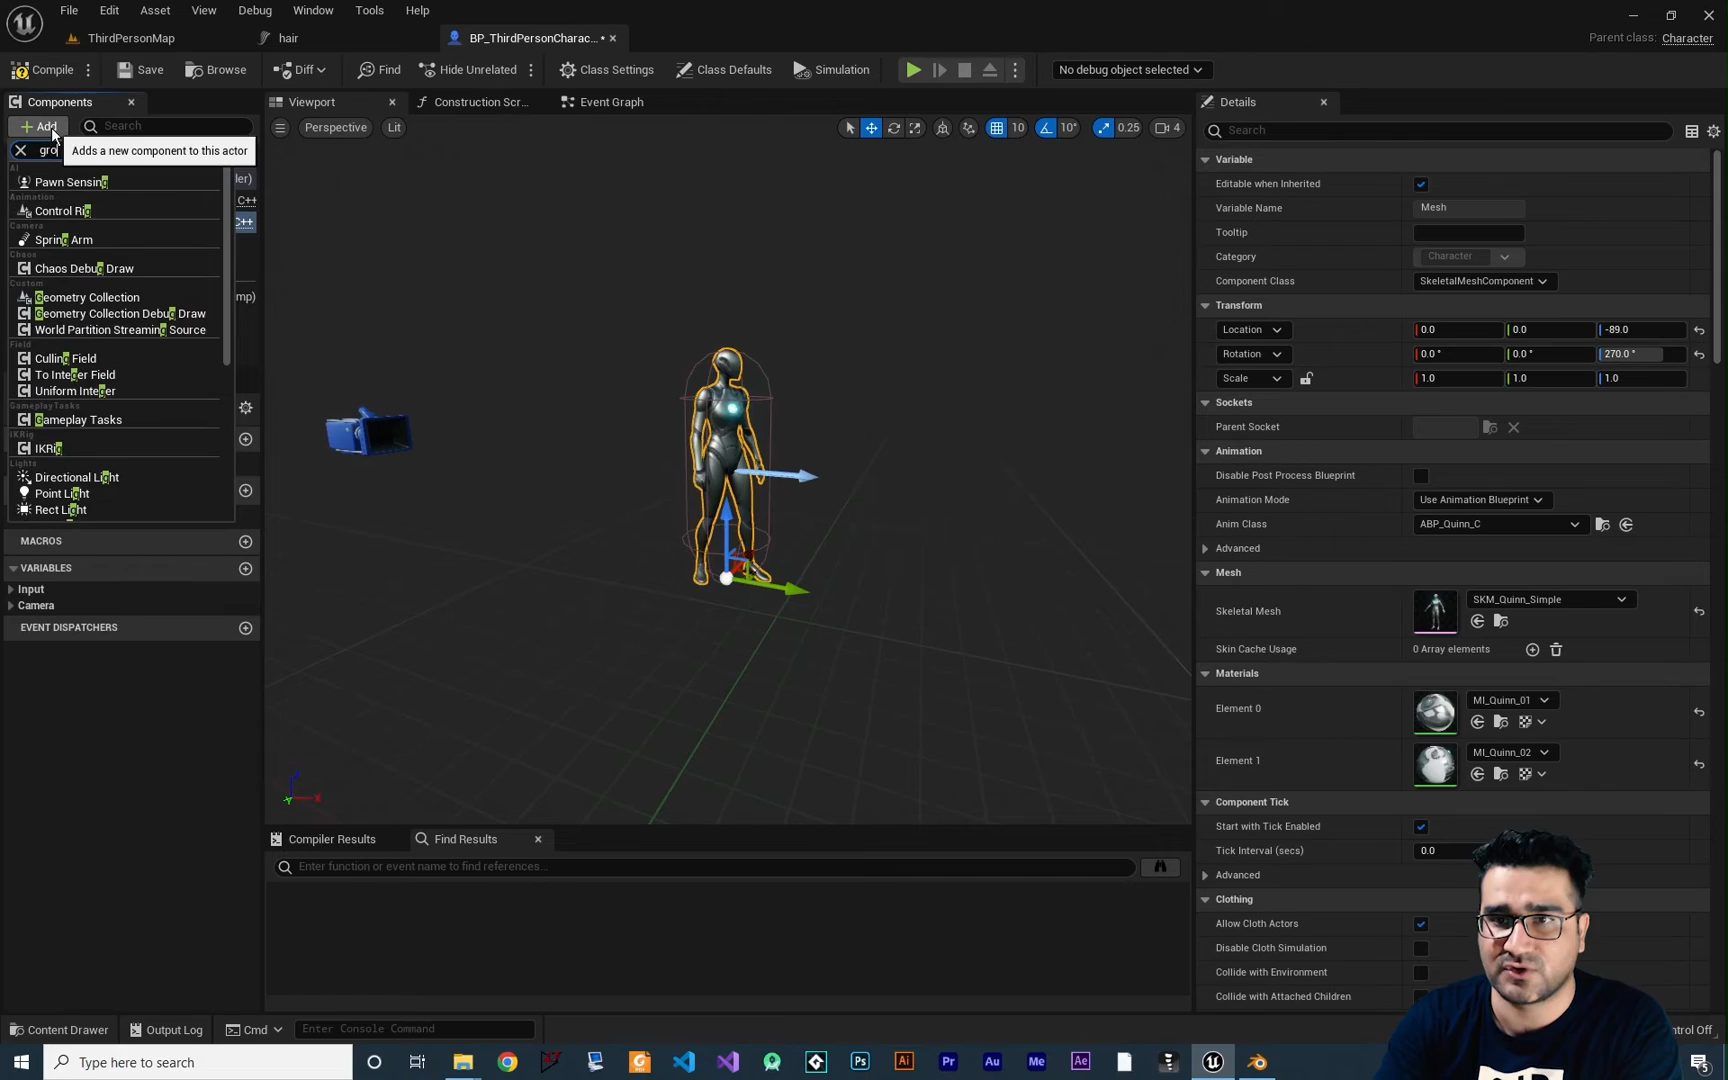 File Edit Asset View Debug Window Tools Help
ThirdPersonMap hair BP_ThirdPersonCharac... • Parent class: Character
Compile Save Browse Diff Find Hide Unrelated Class Settings Class Defaults Simulation No debug object selected
Components Viewport Construction Scr... Event Graph Details
Add Search Perspective Lit 10 10° 0.25 4 Search
gro Adds a new component to this actor
AI
Pawn Sensing
Animation
Control Rig
Camera
Spring Arm
Chaos
Chaos Debug Draw
Custom
Geometry Collection
Geometry Collection Debug Draw
World Partition Streaming Source
Field
Culling Field
To Integer Field
Uniform Integer
GameplayTasks
Gameplay Tasks
IKRig
IKRig
Lights
Directional Light
Point Light
Rect Light
ler)
C++
C++
mp)
MACROS
VARIABLES
Input
Camera
EVENT DISPATCHERS
Variable
Editable when Inherited
Variable Name Mesh
Tooltip
Category Character
Component Class SkeletalMeshComponent
Transform
Location 0.0 0.0 -89.0
Rotation 0.0 ° 0.0 ° 270.0 °
Scale 1.0 1.0 1.0
Sockets
Parent Socket
Animation
Disable Post Process Blueprint
Animation Mode Use Animation Blueprint
Anim Class ABP_Quinn_C
Advanced
Mesh
Skeletal Mesh SKM_Quinn_Simple
Skin Cache Usage 0 Array elements
Materials
Element 0 MI_Quinn_01
Element 1 MI_Quinn_02
Component Tick
Start with Tick Enabled
Tick Interval (secs) 0.0
Advanced
Clothing
Allow Cloth Actors
Disable Cloth Simulation
Collide with Environment
Collide with Attached Children
Compiler Results Find Results
Enter function or event name to find references...
Content Drawer Output Log Cmd Enter Console Command ntrol Off
Type here to search Ps Ai Pr Au Me Ae 5